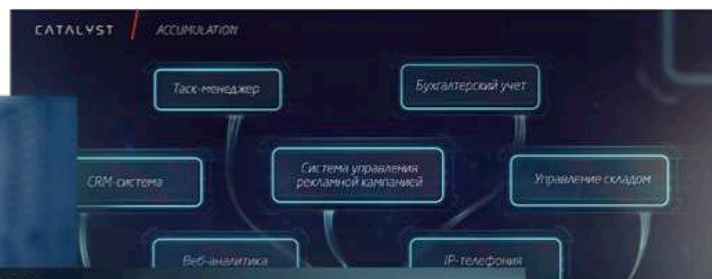 CATALYST / ACCUMULATION
Таск-менеджер
Бухгалтерский учет
CRM-система
Система управления
рекламной кампанией
Управление складом
Веб-аналитика
IP-телефония